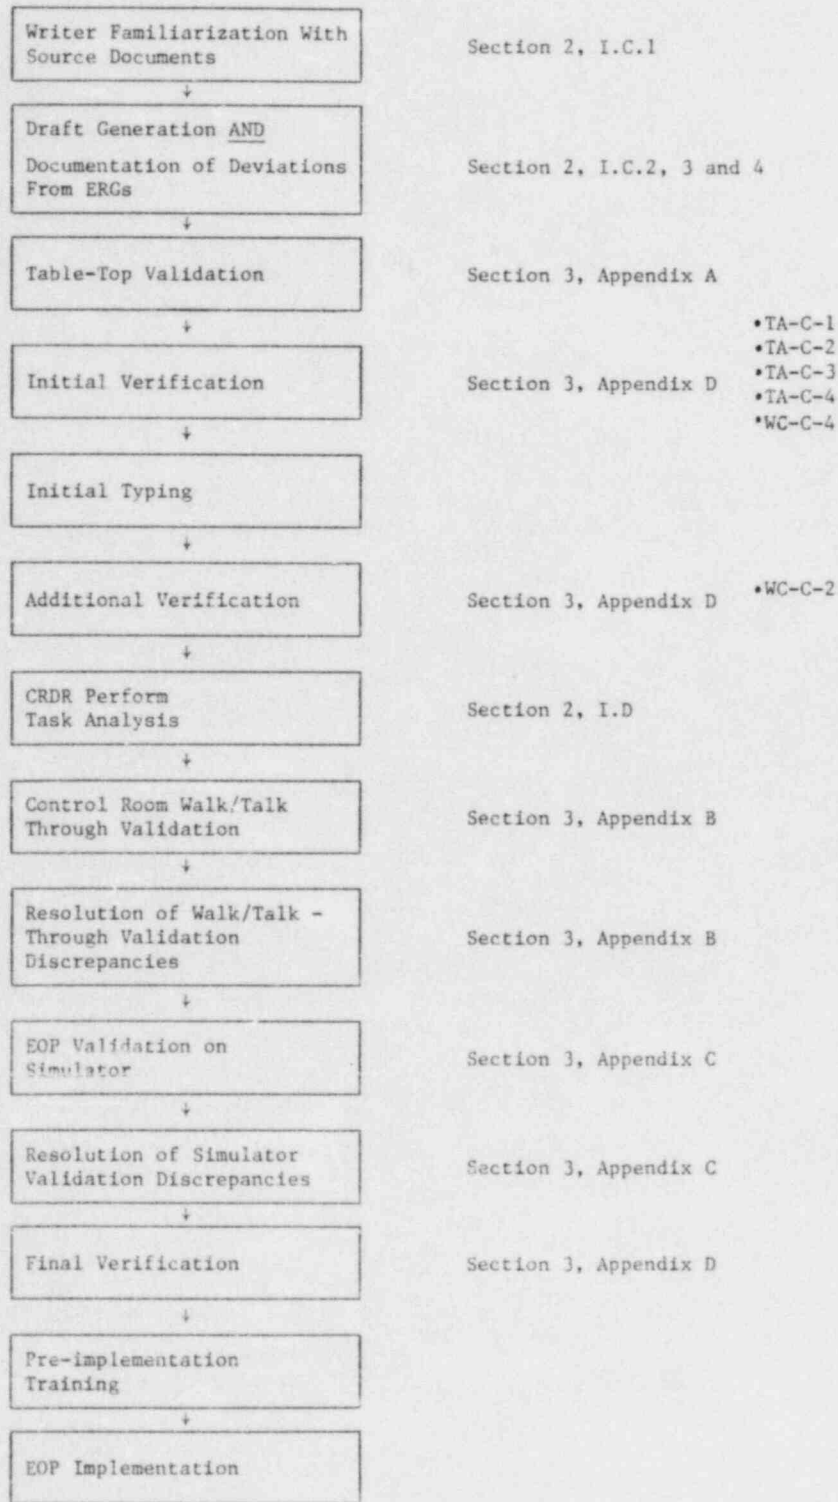 Writer Familiarization With
Source Documents
Section 2, I.C.1
Draft Generation AND
Documentation of Deviations
From ERGs
Section 2, I.C.2, 3 and 4
Table-Top Validation
Section 3, Appendix A
Initial Verification
Section 3, Appendix D
•TA-C-1
•TA-C-2
•TA-C-3
•TA-C-4
•WC-C-4
Initial Typing
Additional Verification
Section 3, Appendix D
•WC-C-2
CRDR Perform
Task Analysis
Section 2, I.D
Control Room Walk/Talk
Through Validation
Section 3, Appendix B
Resolution of Walk/Talk -
Through Validation
Discrepancies
Section 3, Appendix B
EOP Validation on
Simulator
Section 3, Appendix C
Resolution of Simulator
Validation Discrepancies
Section 3, Appendix C
Final Verification
Section 3, Appendix D
Pre-implementation
Training
EOP Implementation